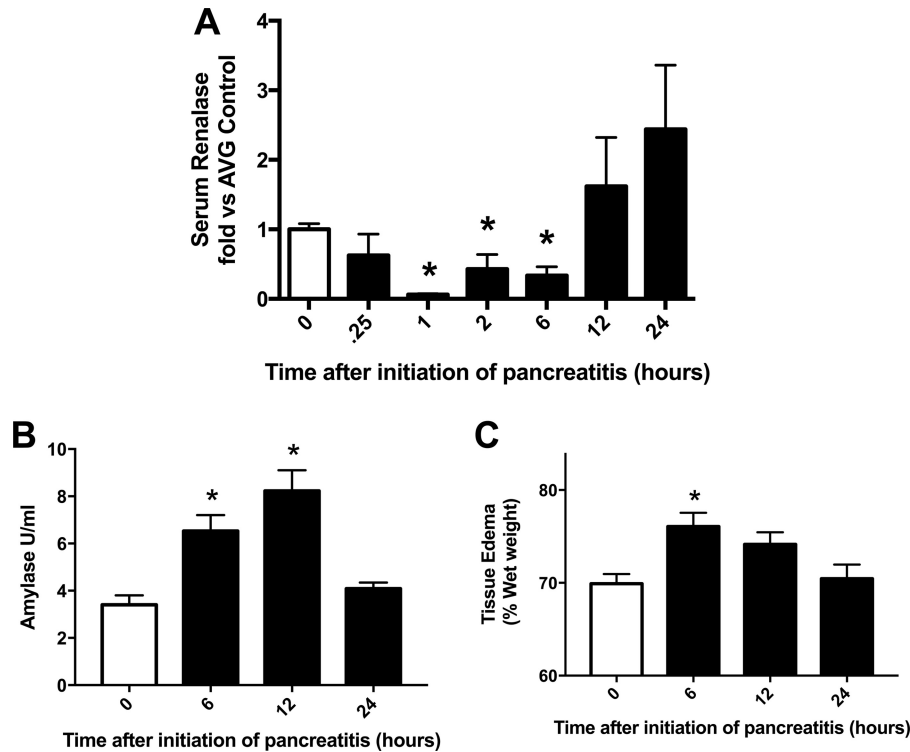 A
Serum Renalase
fold vs AVG Control
4
3
2
1
0
*
*
*
0 .25 1 2 6 12 24
Time after initiation of pancreatitis (hours)
B
Amylase U/ml
10
8
6
4
2
0
*
*
0 6 12 24
Time after initiation of pancreatitis (hours)
C
Tissue Edema
(% Wet weight)
80
70
60
*
0 6 12 24
Time after initiation of pancreatitis (hours)